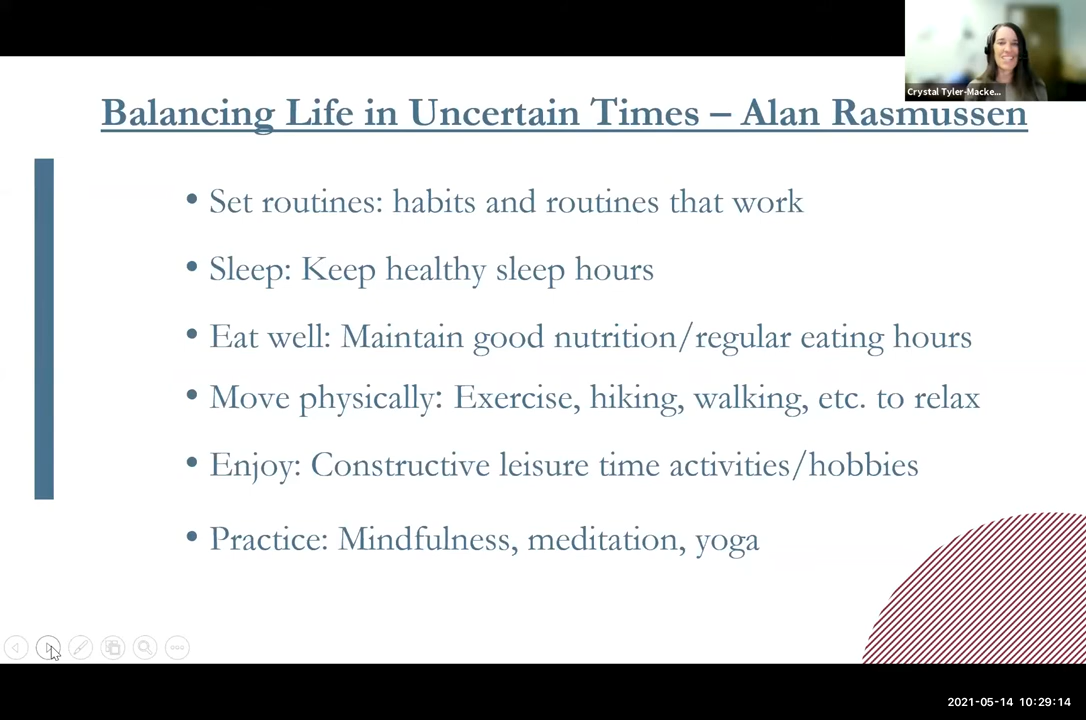 Crystal Tyler-Macke...
Balancing Life in Uncertain Times – Alan Rasmussen
• Set routines: habits and routines that work
• Sleep: Keep healthy sleep hours
• Eat well: Maintain good nutrition/regular eating hours
• Move physically: Exercise, hiking, walking, etc. to relax
• Enjoy: Constructive leisure time activities/hobbies
• Practice: Mindfulness, meditation, yoga
2021-05-14 10:29:14